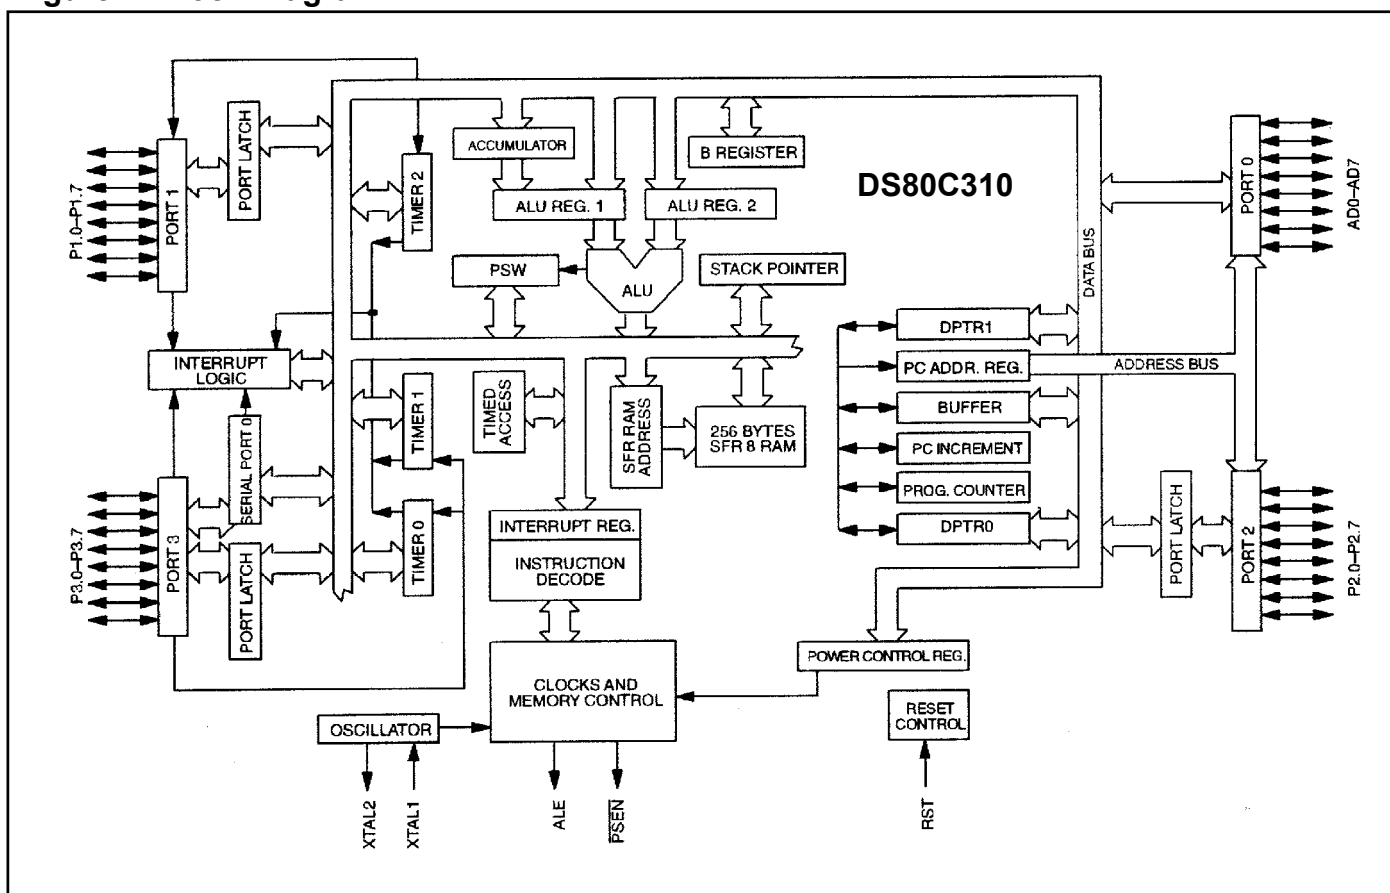 PORT LATCH
ACCUMULATOR
B REGISTER
DS80C310
PORT 0
AD0–AD7
P1.0–P1.7
PORT 1
TIMER 2
ALU REG. 1
ALU REG. 2
DATA BUS
PSW
ALU
STACK POINTER
DPTR1
INTERRUPT
LOGIC
PC ADDR. REG.
ADDRESS BUS
TIMER 1
TIMED
ACCESS
SFR RAM
ADDRESS
256 BYTES
SFR 8 RAM
BUFFER
PC INCREMENT
PROG. COUNTER
DPTR0
SERIAL PORT 0
P3.0–P3.7
PORT 3
PORT LATCH
TIMER 0
INTERRUPT REG.
INSTRUCTION
DECODE
PORT LATCH
PORT 2
P2.0–P2.7
POWER CONTROL REG.
CLOCKS AND
MEMORY CONTROL
RESET
CONTROL
OSCILLATOR
XTAL2
XTAL1
ALE
PSEN
RST